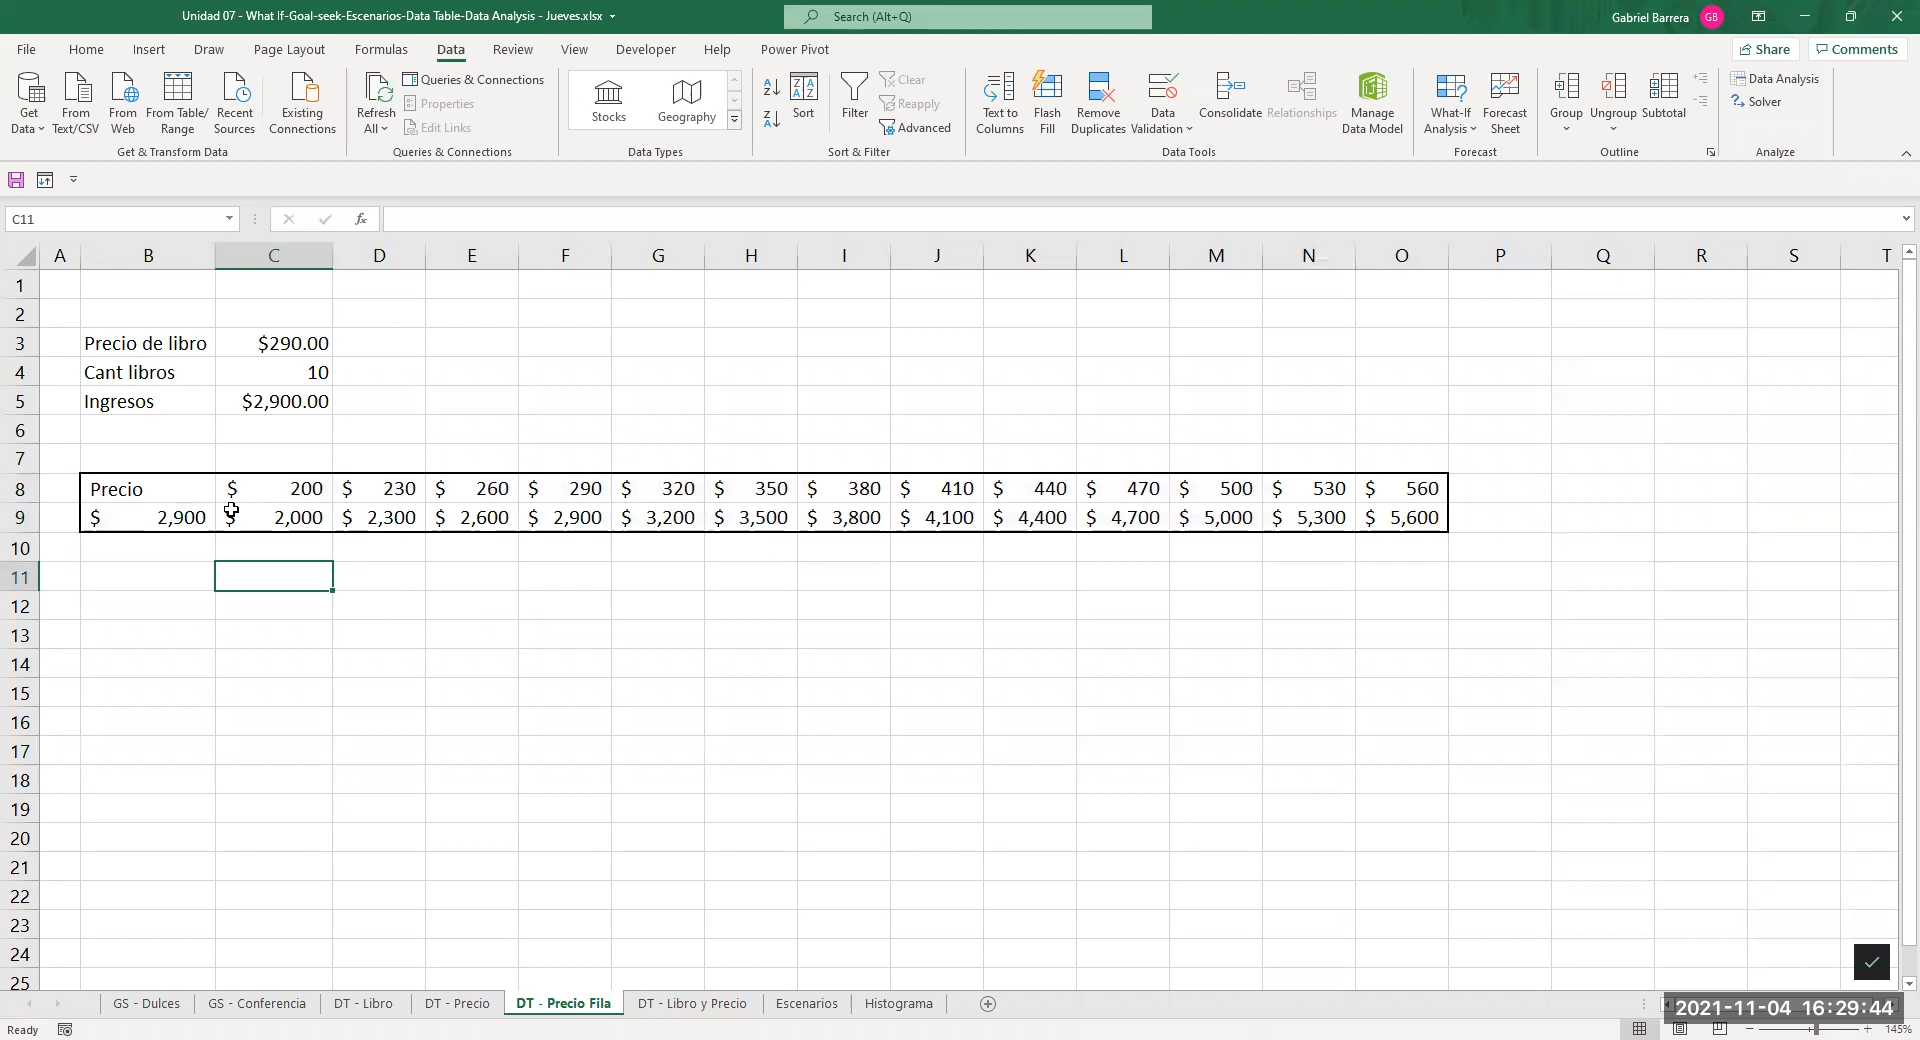 Unidad 07 - What If-Goal-seek-Escenarios-Data Table-Data Analysis - Jueves.xlsx
Search (Alt+Q)
Gabriel Barrera GB
File Home Insert Draw Page Layout Formulas Data Review View Developer Help Power Pivot Share Comments
Get Data
From Text/CSV
From Web
From Table/ Range
Recent Sources
Existing Connections
Get & Transform Data
Refresh All
Queries & Connections
Properties
Edit Links
Queries & Connections
Stocks Geography
Data Types
Sort
Filter
Clear
Reapply
Advanced
Sort & Filter
Text to Columns
Flash Fill
Remove Duplicates
Data Validation
Consolidate
Relationships
Manage Data Model
Data Tools
What-If Analysis
Forecast Sheet
Forecast
Group
Ungroup
Subtotal
Outline
Data Analysis
Solver
Analyze
C11 fx
A B C D E F G H I J K L M N O P Q R S T
1
2
3 Precio de libro $290.00
4 Cant libros 10
5 Ingresos $2,900.00
6
7
8 Precio $ 200 $ 230 $ 260 $ 290 $ 320 $ 350 $ 380 $ 410 $ 440 $ 470 $ 500 $ 530 $ 560
9 $ 2,900 $ 2,000 $ 2,300 $ 2,600 $ 2,900 $ 3,200 $ 3,500 $ 3,800 $ 4,100 $ 4,400 $ 4,700 $ 5,000 $ 5,300 $ 5,600
10
11
12
13
14
15
16
17
18
19
20
21
22
23
24
25
GS - Dulces GS - Conferencia DT - Libro DT - Precio DT - Precio Fila DT - Libro y Precio Escenarios Histograma
2021-11-04 16:29:44
Ready 145%